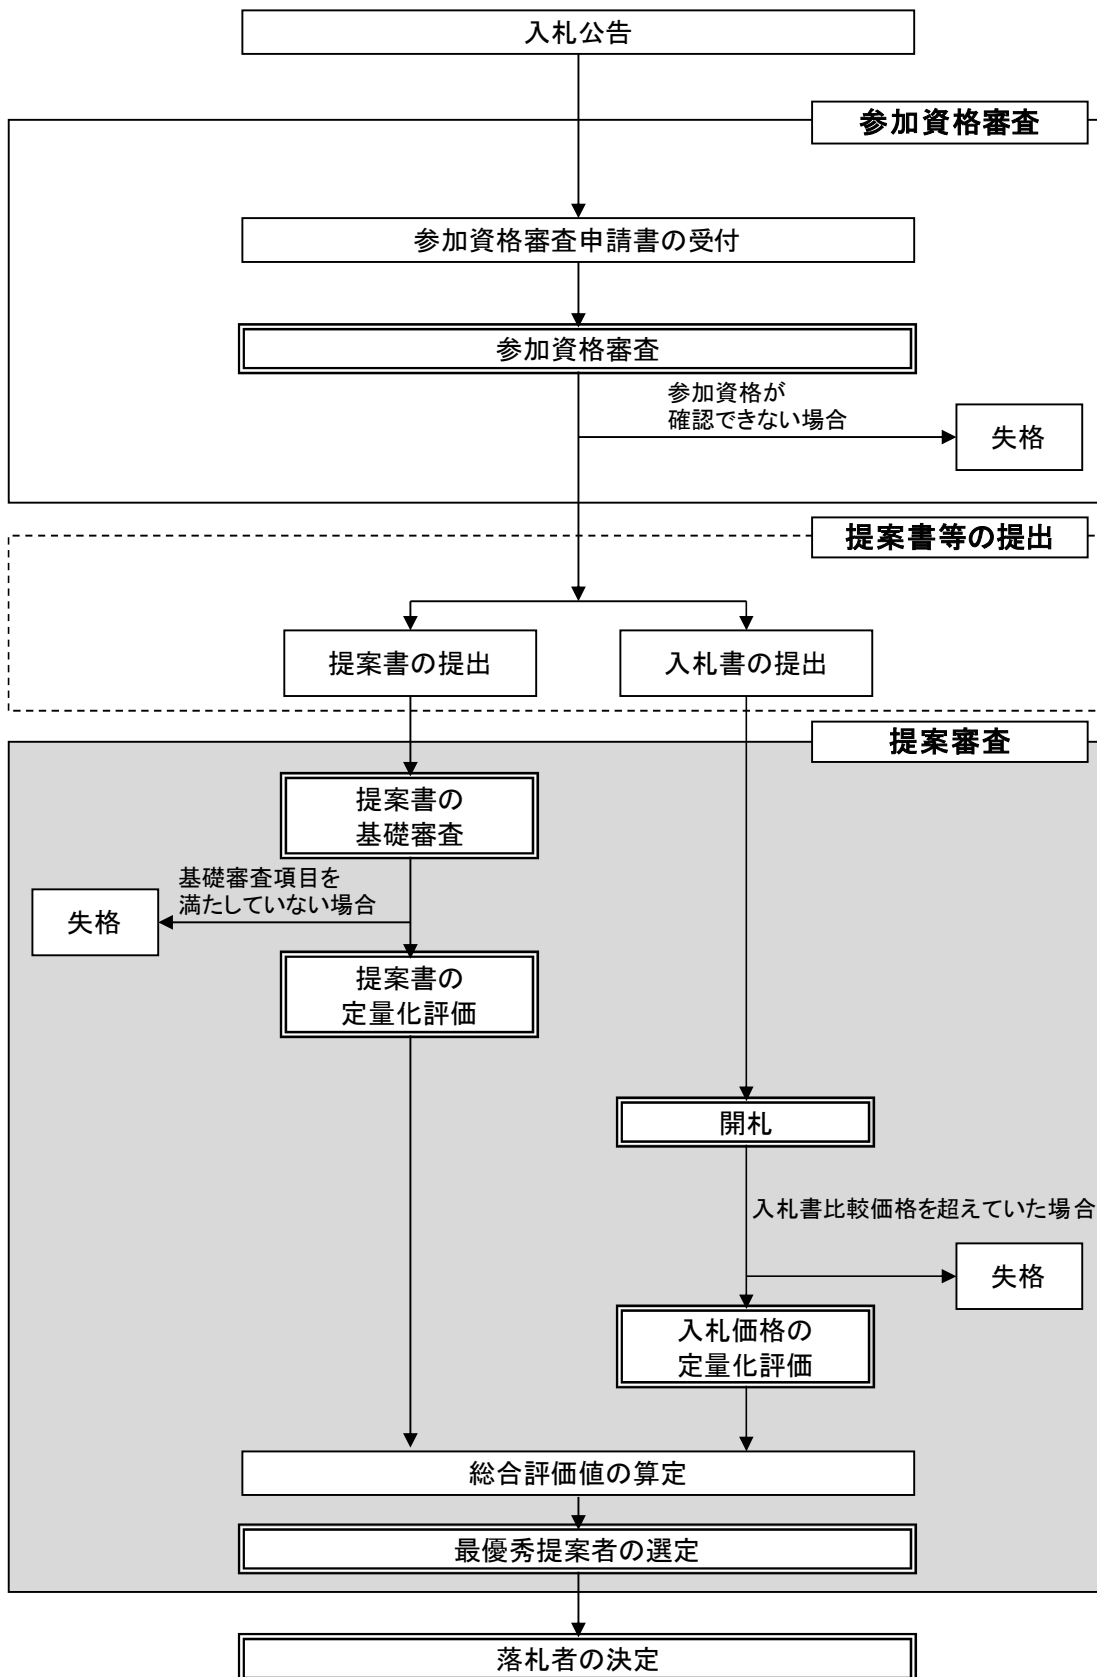 入札公告
参加資格審査
参加資格審査申請書の受付
参加資格審査
参加資格が
確認できない場合
失格
提案書等の提出
提案書の提出
入札書の提出
提案審査
提案書の
基礎審査
基礎審査項目を
満たしていない場合
失格
提案書の
定量化評価
開札
入札書比較価格を超えていた場合
失格
入札価格の
定量化評価
総合評価値の算定
最優秀提案者の選定
落札者の決定